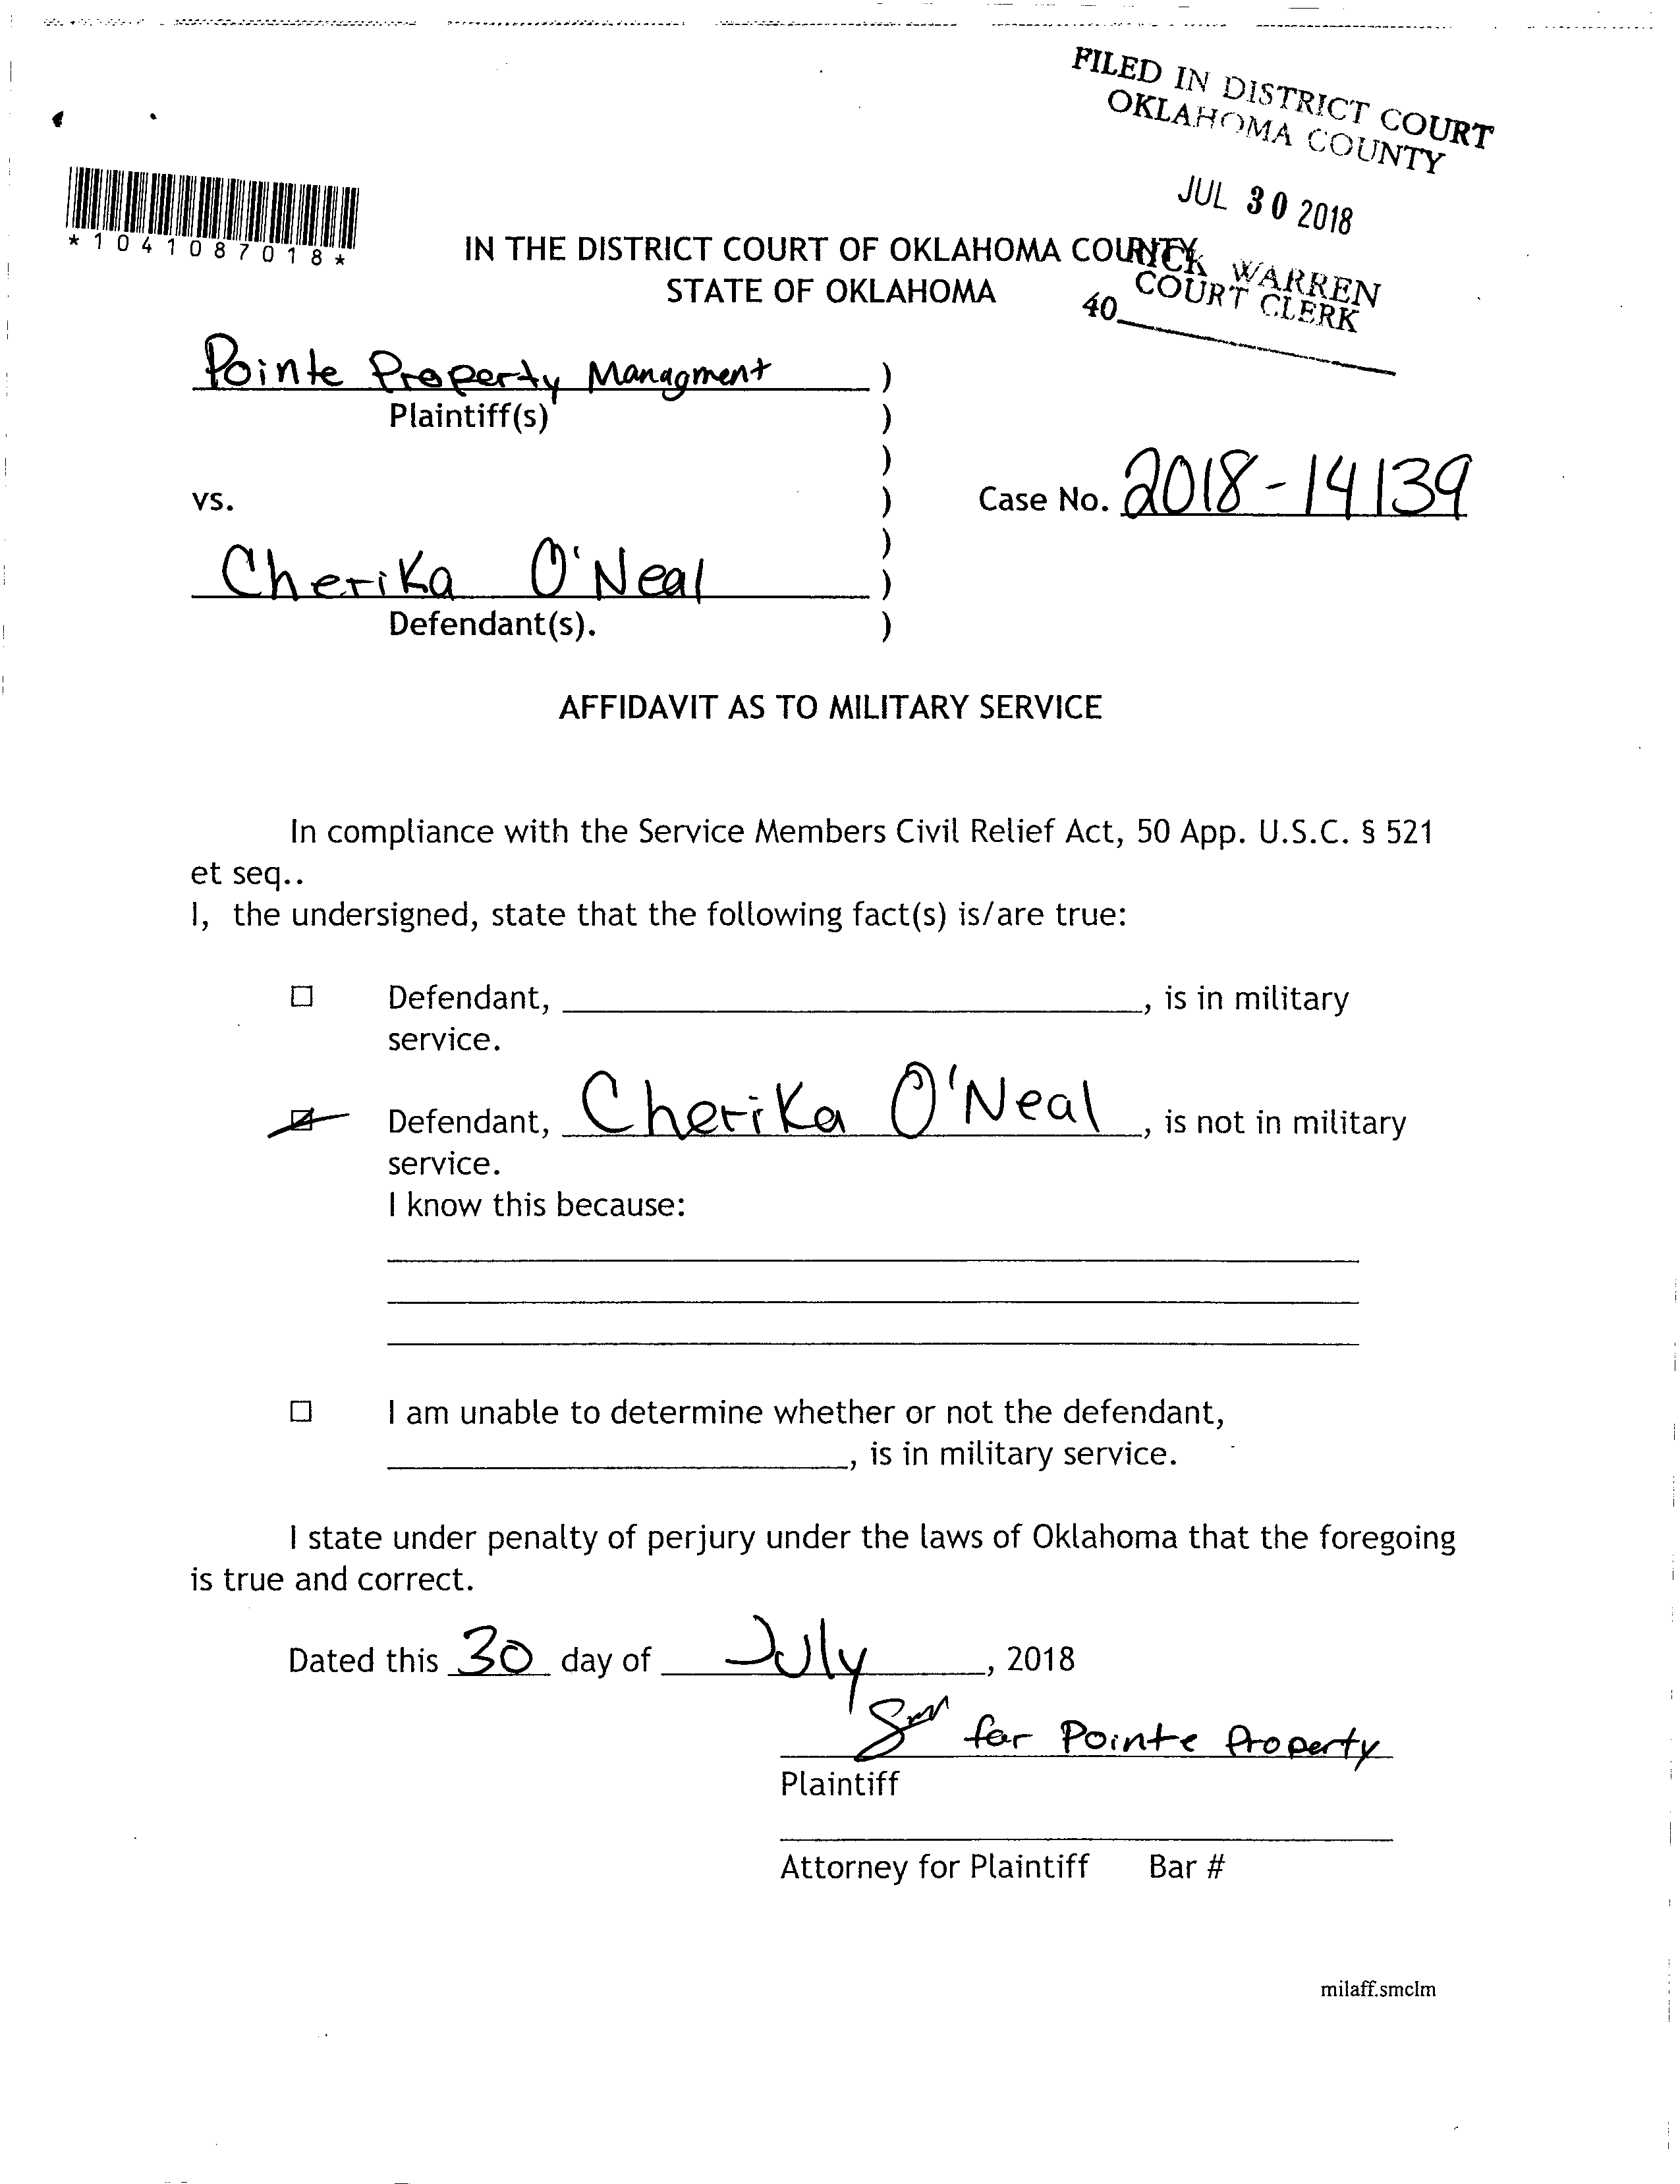 FILED IN DISTRICT COURT
OKLAHOMA COUNTY
JUL 30 2018
RICK WARREN
COURT CLERK
40
*1041087018*
IN THE DISTRICT COURT OF OKLAHOMA COUNTY
STATE OF OKLAHOMA
Pointe Property Managment )
Plaintiff(s) )
)
vs. ) Case No. 2018-14139
)
Cherika O'Neal )
Defendant(s). )
AFFIDAVIT AS TO MILITARY SERVICE
In compliance with the Service Members Civil Relief Act, 50 App. U.S.C. § 521
et seq..
I, the undersigned, state that the following fact(s) is/are true:
☐ Defendant, ____, is in military
service.
☑ Defendant, Cherika O'Neal, is not in military
service.
I know this because:
☐ I am unable to determine whether or not the defendant,
____, is in military service.
I state under penalty of perjury under the laws of Oklahoma that the foregoing
is true and correct.
Dated this 30 day of July, 2018
for Pointe Property
Plaintiff
Attorney for Plaintiff Bar #
milaff.smclm